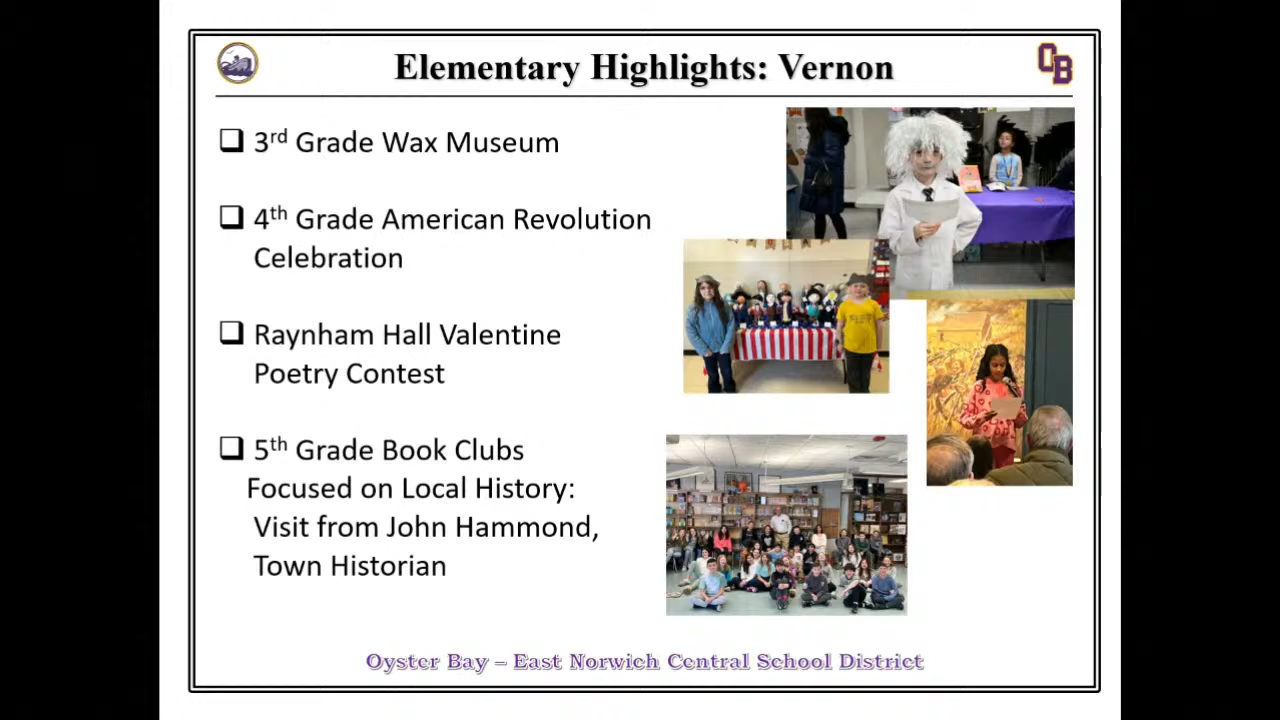 Elementary Highlights: Vernon
OB
❑ 3rd Grade Wax Museum
❑ 4th Grade American Revolution
Celebration
❑ Raynham Hall Valentine
Poetry Contest
❑ 5th Grade Book Clubs
Focused on Local History:
Visit from John Hammond,
Town Historian
Oyster Bay – East Norwich Central School District